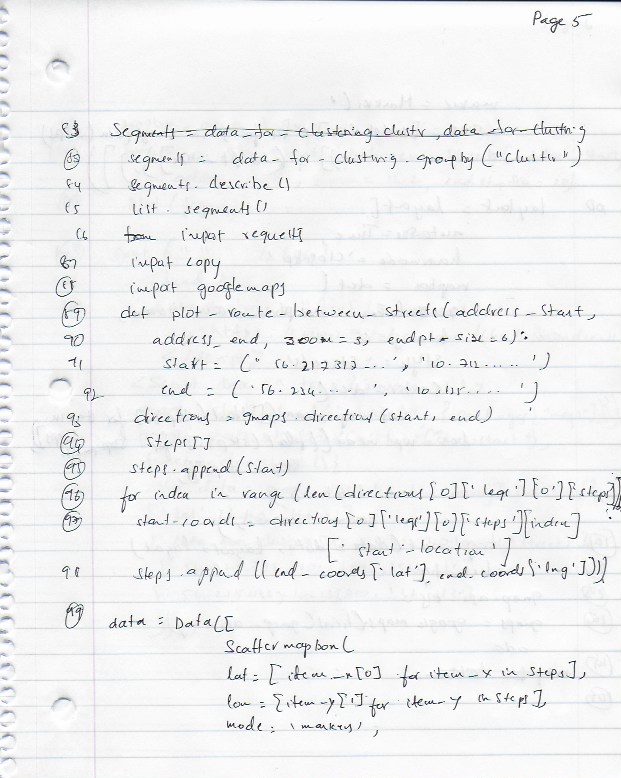 Page 5
83 Segments = data-for-clustering.clustr, data-for-clustring
83 segments = data-for-clustering.groupby("Cluster")
84 segments.describe()
85 list.segments()
86 from import requests
87 import copy
88 import googlemaps
89 def plot-route-between-streets(address-start,
90 address_end, zoom=3, endpt-size=6):
91 start = ("56.217313...', '10.711.....')
92 end = ('56.234.....', '10.115.....')
93 directions = gmaps.directions(start, end)
94 steps[]
95 steps.append(start)
96 for index in range(len(directions[0]['legs'][0']['steps])):
97 start-coords = directions[0]['legs'][0]['steps'][index]
['start-location']
98 steps.append((end-coords['lat'], end-coords['lng']))
99 data = Data([
Scattermapbox(
lat=[item-x[0] for item-x in steps],
lon=[item-y[1] for item-y in steps],
mode='markers',